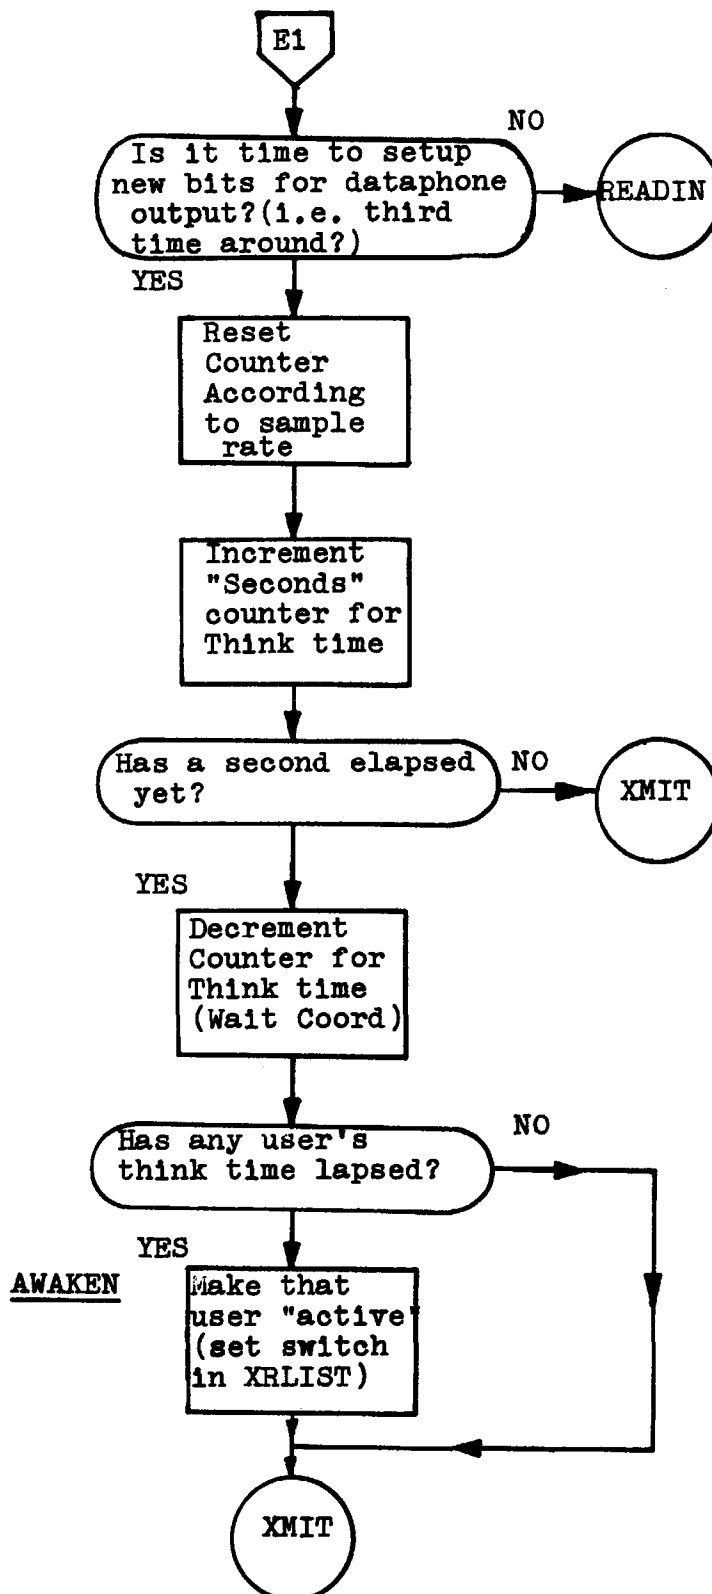 E1
NO
Is it time to setup
new bits for dataphone
output?(i.e. third
time around?)
READIN
YES
Reset
Counter
According
to sample
rate
Increment
"Seconds"
counter for
Think time
Has a second elapsed
yet?
NO
XMIT
YES
Decrement
Counter for
Think time
(Wait Coord)
Has any user's
think time lapsed?
NO
YES
AWAKEN
Make that
user "active"
(set switch
in XRLIST)
XMIT